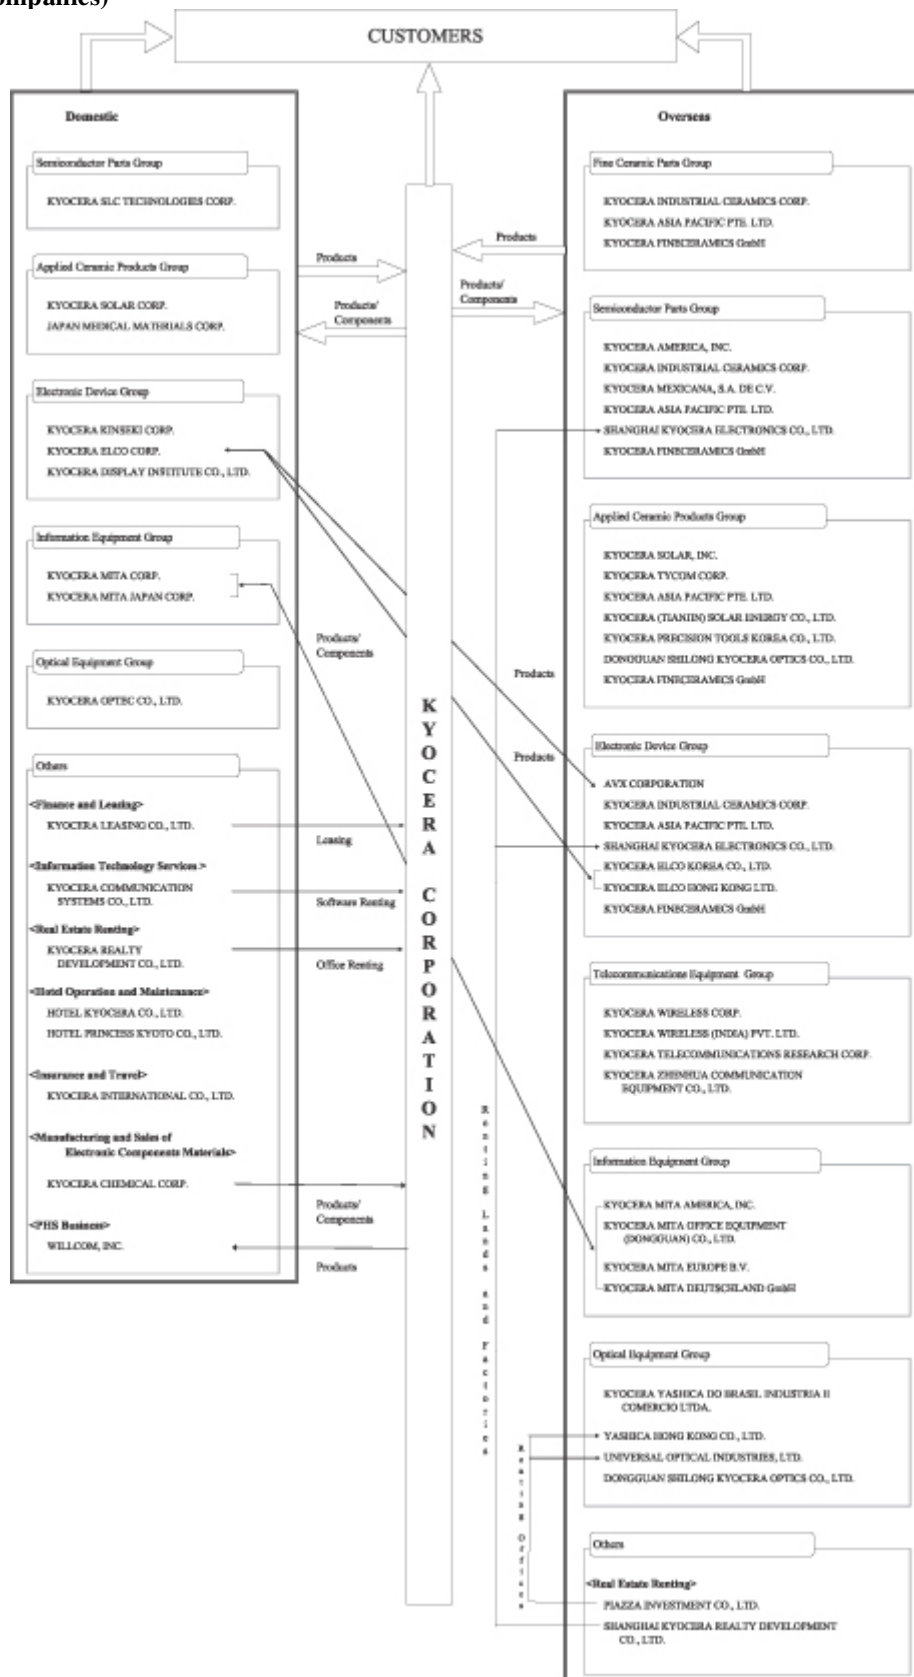 ompanies)
CUSTOMERS
Domestic
Semiconductor Parts Group
KYOCERA SLC TECHNOLOGIES CORP.
Applied Ceramic Products Group
KYOCERA SOLAR CORP.
JAPAN MEDICAL MATERIALS CORP.
Electronic Device Group
KYOCERA KINSEKI CORP.
KYOCERA ELCO CORP.
KYOCERA DISPLAY INSTITUTE CO., LTD.
Information Equipment Group
KYOCERA MITA CORP.
KYOCERA MITA JAPAN CORP.
Optical Equipment Group
KYOCERA OPTEC CO., LTD.
Others
<Finance and Leasing>
KYOCERA LEASING CO., LTD.
<Information Technology Services >
KYOCERA COMMUNICATION
SYSTEMS CO., LTD.
<Real Estate Renting>
KYOCERA REALTY
DEVELOPMENT CO., LTD.
<Hotel Operation and Maintenance>
HOTEL KYOCERA CO., LTD.
HOTEL PRINCESS KYOTO CO., LTD.
<Insurance and Travel>
KYOCERA INTERNATIONAL CO., LTD.
<Manufacturing and Sales of
Electronic Components Materials>
KYOCERA CHEMICAL CORP.
<PHS Business>
WILLCOM, INC.
Products
Products/
Components
Products/
Components
Leasing
Software Renting
Office Renting
Products/
Components
Products
KYOCERA CORPORATION
Products
Products/
Components
Products
Products
Renting Lands and Factories
Renting Offices
Overseas
Fine Ceramic Parts Group
KYOCERA INDUSTRIAL CERAMICS CORP.
KYOCERA ASIA PACIFIC PTE. LTD.
KYOCERA FINECERAMICS GmbH
Semiconductor Parts Group
KYOCERA AMERICA, INC.
KYOCERA INDUSTRIAL CERAMICS CORP.
KYOCERA MEXICANA, S.A. DE C.V.
KYOCERA ASIA PACIFIC PTE. LTD.
SHANGHAI KYOCERA ELECTRONICS CO., LTD.
KYOCERA FINECERAMICS GmbH
Applied Ceramic Products Group
KYOCERA SOLAR, INC.
KYOCERA TYCOM CORP.
KYOCERA ASIA PACIFIC PTE. LTD.
KYOCERA (TIANJIN) SOLAR ENERGY CO., LTD.
KYOCERA PRECISION TOOLS KOREA CO., LTD.
DONGGUAN SHILONG KYOCERA OPTICS CO., LTD.
KYOCERA FINECERAMICS GmbH
Electronic Device Group
AVX CORPORATION
KYOCERA INDUSTRIAL CERAMICS CORP.
KYOCERA ASIA PACIFIC PTE. LTD.
SHANGHAI KYOCERA ELECTRONICS CO., LTD.
KYOCERA ELCO KOREA CO., LTD.
KYOCERA ELCO HONG KONG LTD.
KYOCERA FINECERAMICS GmbH
Telecommunications Equipment Group
KYOCERA WIRELESS CORP.
KYOCERA WIRELESS (INDIA) PVT. LTD.
KYOCERA TELECOMMUNICATIONS RESEARCH CORP.
KYOCERA ZHENHUA COMMUNICATION
EQUIPMENT CO., LTD.
Information Equipment Group
KYOCERA MITA AMERICA, INC.
KYOCERA MITA OFFICE EQUIPMENT
(DONGGUAN) CO., LTD.
KYOCERA MITA EUROPE B.V.
KYOCERA MITA DEUTSCHLAND GmbH
Optical Equipment Group
KYOCERA YASHICA DO BRASIL INDUSTRIA E
COMERCIO LTDA.
YASHICA HONG KONG CO., LTD.
UNIVERSAL OPTICAL INDUSTRIES, LTD.
DONGGUAN SHILONG KYOCERA OPTICS CO., LTD.
Others
<Real Estate Renting>
PIAZZA INVESTMENT CO., LTD.
SHANGHAI KYOCERA REALTY DEVELOPMENT
CO., LTD.